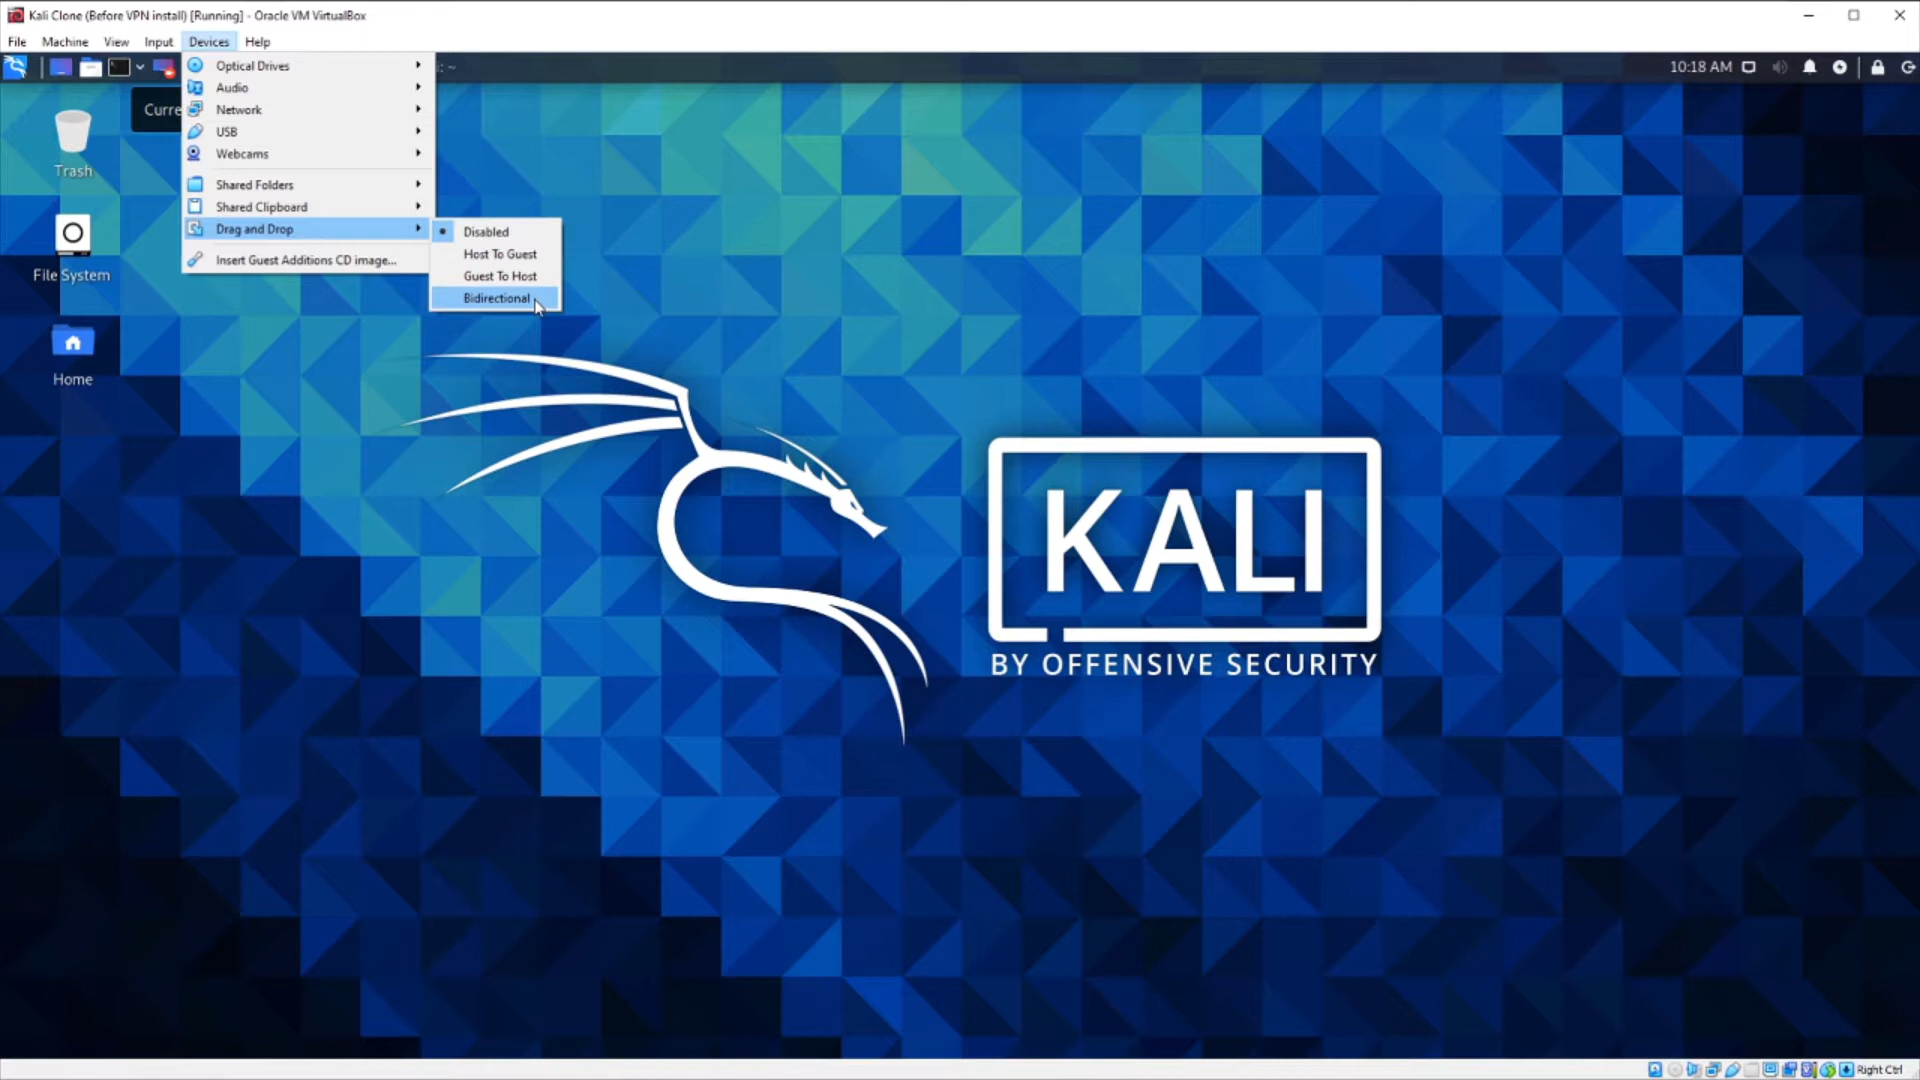 Kali Clone (Before VPN install) [Running] - Oracle VM VirtualBox
File Machine View Input Devices Help
10:18 AM
Optical Drives
Audio
Curre
Network
USB
Webcams
Trash
Shared Folders
Shared Clipboard
Drag and Drop
Disabled
Host To Guest
Insert Guest Additions CD image...
File System
Guest To Host
Bidirectional
Home
KALI
BY OFFENSIVE SECURITY
Right Ctrl